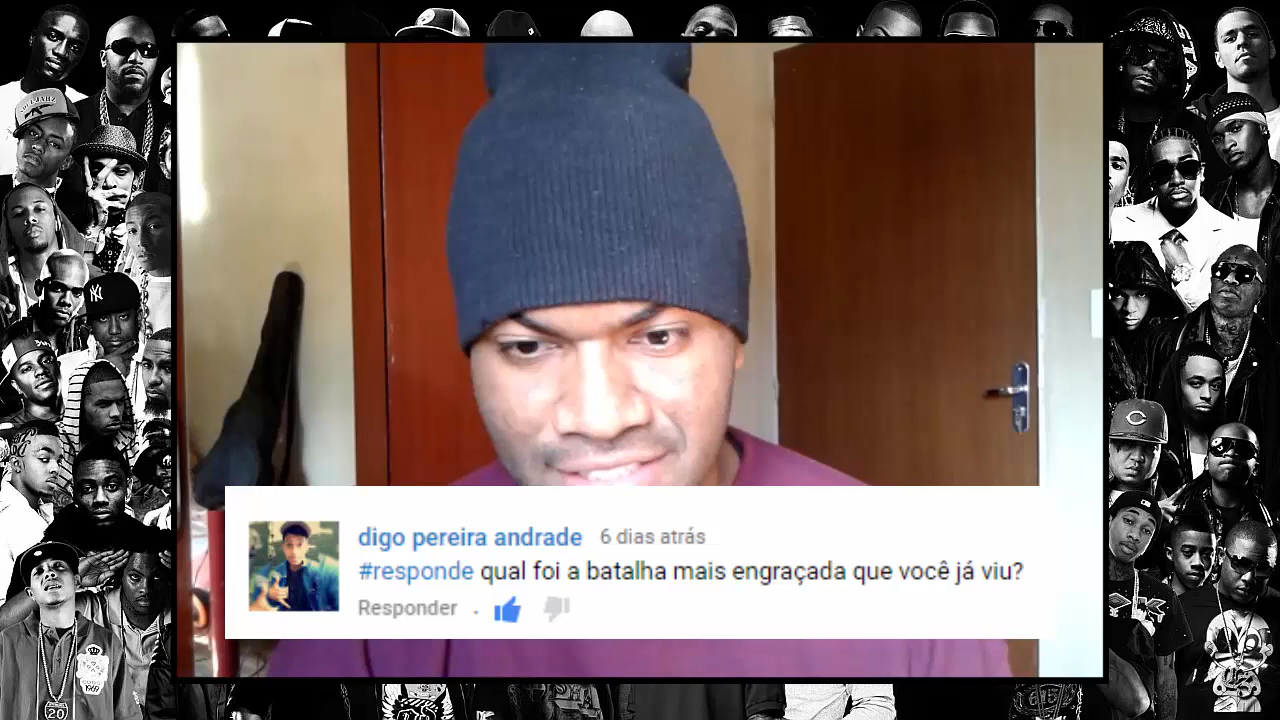 digo pereira andrade 6 dias atrás
#responde qual foi a batalha mais engraçada que você já viu?
Responder .